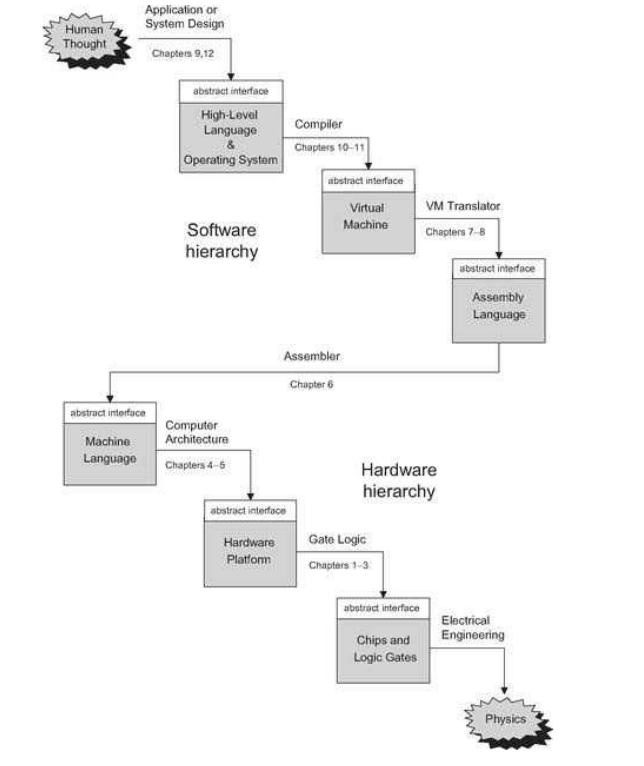 Application or
System Design
Human
Thought
Chapters 9,12
abstract interface
High-Level
Language
&
Operating System
Compiler
Chapters 10–11
abstract interface
Virtual
Machine
VM Translator
Chapters 7–8
Software
hierarchy
abstract interface
Assembly
Language
Assembler
Chapter 6
abstract interface
Machine
Language
Computer
Architecture
Chapters 4–5
Hardware
hierarchy
abstract interface
Hardware
Platform
Gate Logic
Chapters 1–3
abstract interface
Chips and
Logic Gates
Electrical
Engineering
Physics